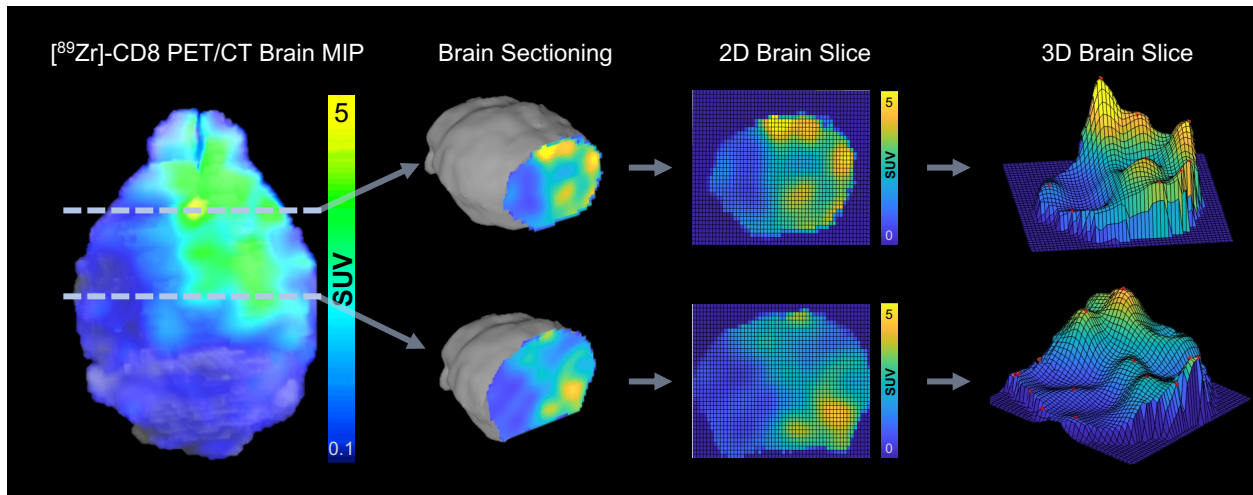 [⁸⁹Zr]-CD8 PET/CT Brain MIP
Brain Sectioning
2D Brain Slice
3D Brain Slice
5
SUV
0.1
5
SUV
0
5
SUV
0